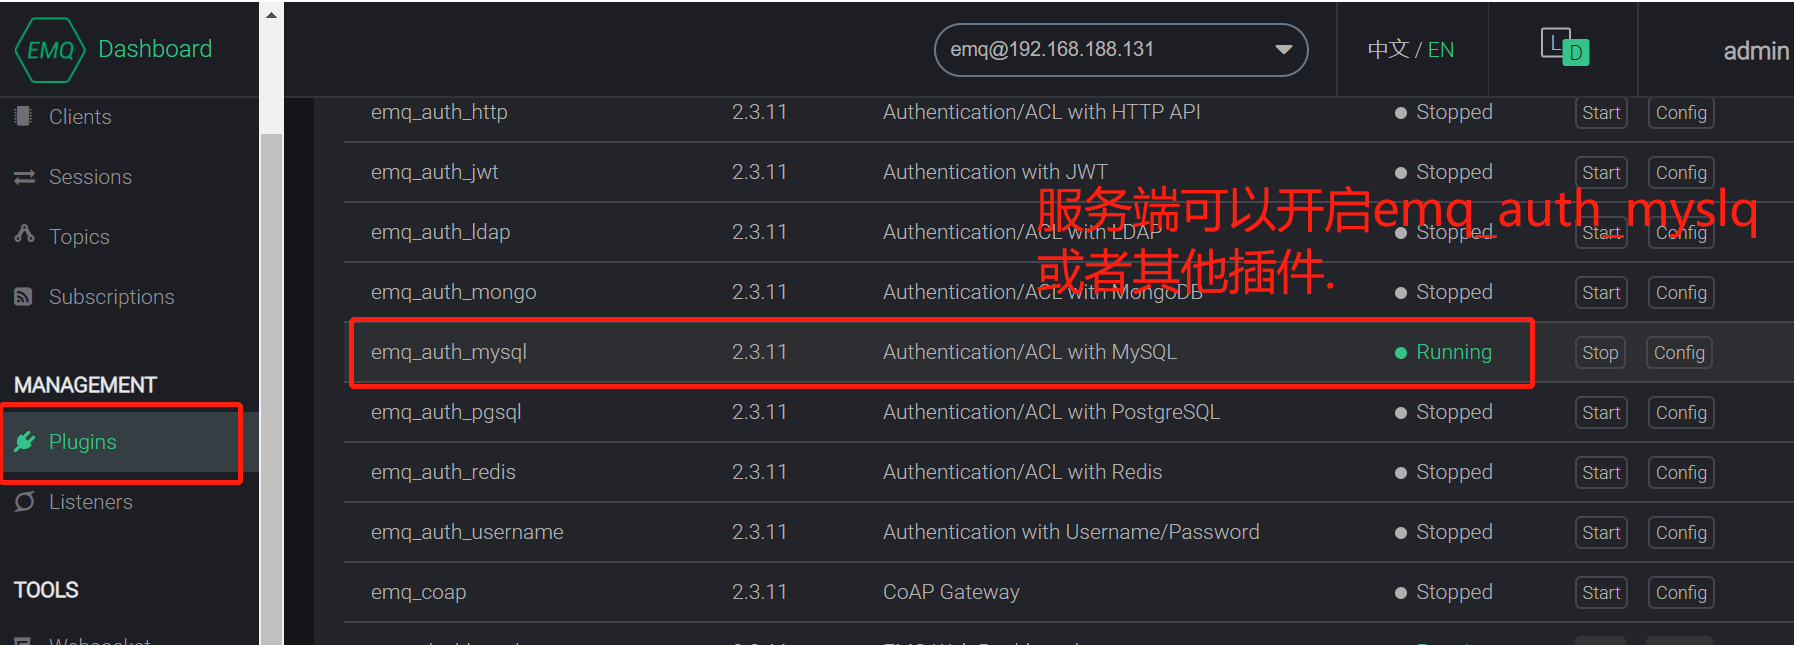 EMQ Dashboard
emq@192.168.188.131
中文 / EN
L D
admin
Clients
Sessions
Topics
Subscriptions
MANAGEMENT
Plugins
Listeners
TOOLS
emq_auth_http 2.3.11 Authentication/ACL with HTTP API Stopped Start Config
emq_auth_jwt 2.3.11 Authentication with JWT Stopped Start Config
服务端可以开启emq_auth_myslq
emq_auth_ldap 2.3.11 Authentication/ACL with LDAP Stopped Start Config
或者其他插件.
emq_auth_mongo 2.3.11 Authentication/ACL with MongoDB Stopped Start Config
emq_auth_mysql 2.3.11 Authentication/ACL with MySQL Running Stop Config
emq_auth_pgsql 2.3.11 Authentication/ACL with PostgreSQL Stopped Start Config
emq_auth_redis 2.3.11 Authentication/ACL with Redis Stopped Start Config
emq_auth_username 2.3.11 Authentication with Username/Password Stopped Start Config
emq_coap 2.3.11 CoAP Gateway Stopped Start Config